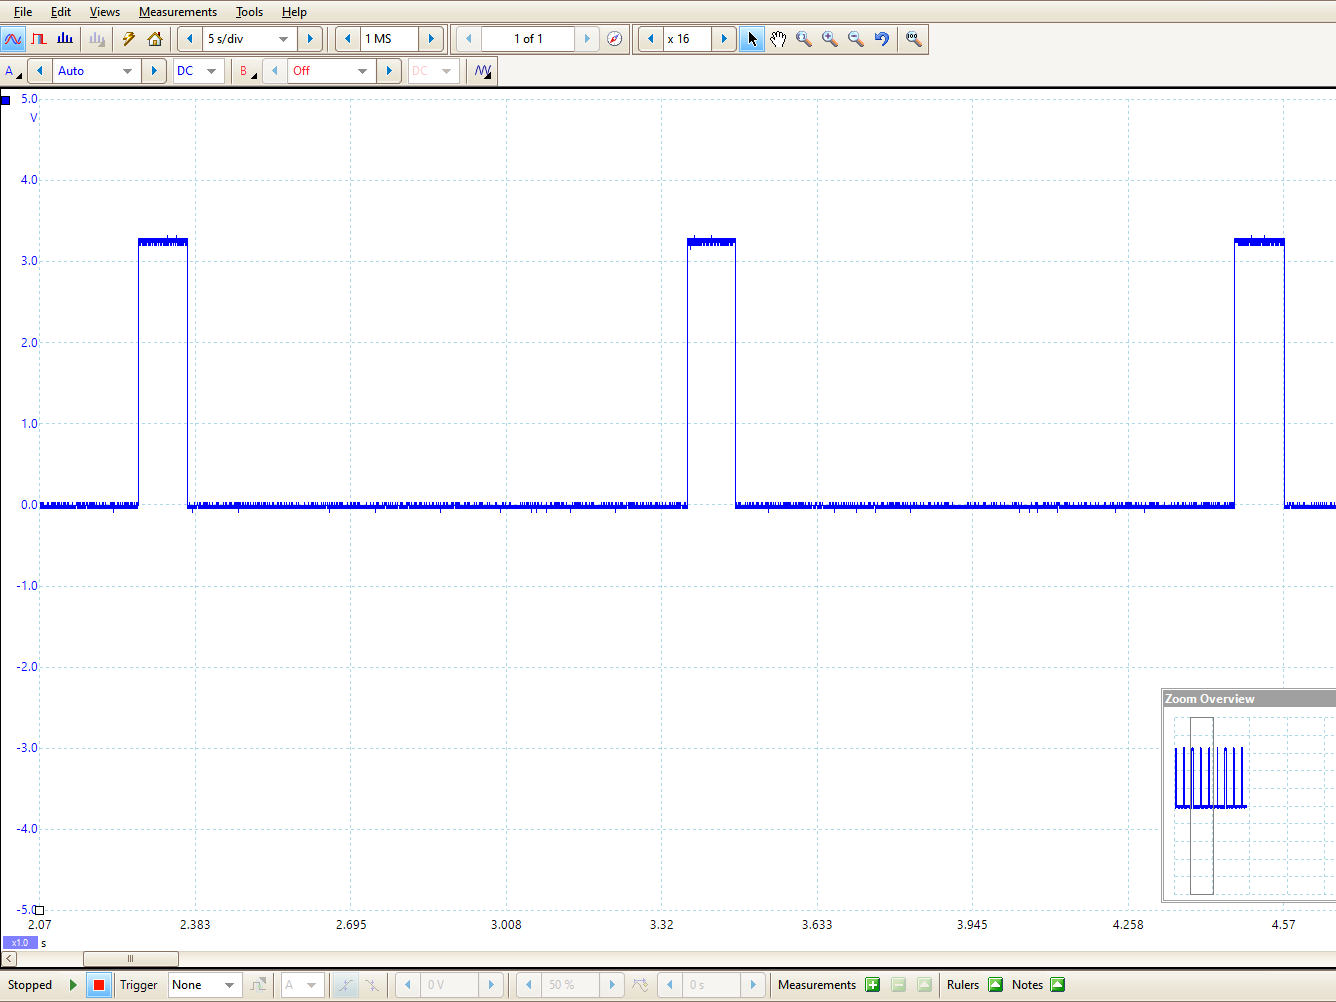 File Edit Views Measurements Tools Help
5 s/div 1 MS 1 of 1 x 16
A Auto DC B Off DC
5.0
V
4.0
3.0
2.0
1.0
0.0
-1.0
-2.0
-3.0
-4.0
-5.0
Zoom Overview
2.07 2.383 2.695 3.008 3.32 3.633 3.945 4.258 4.57
x1.0 s
Stopped Trigger None A 0 V 50 % 0 s Measurements Rulers Notes